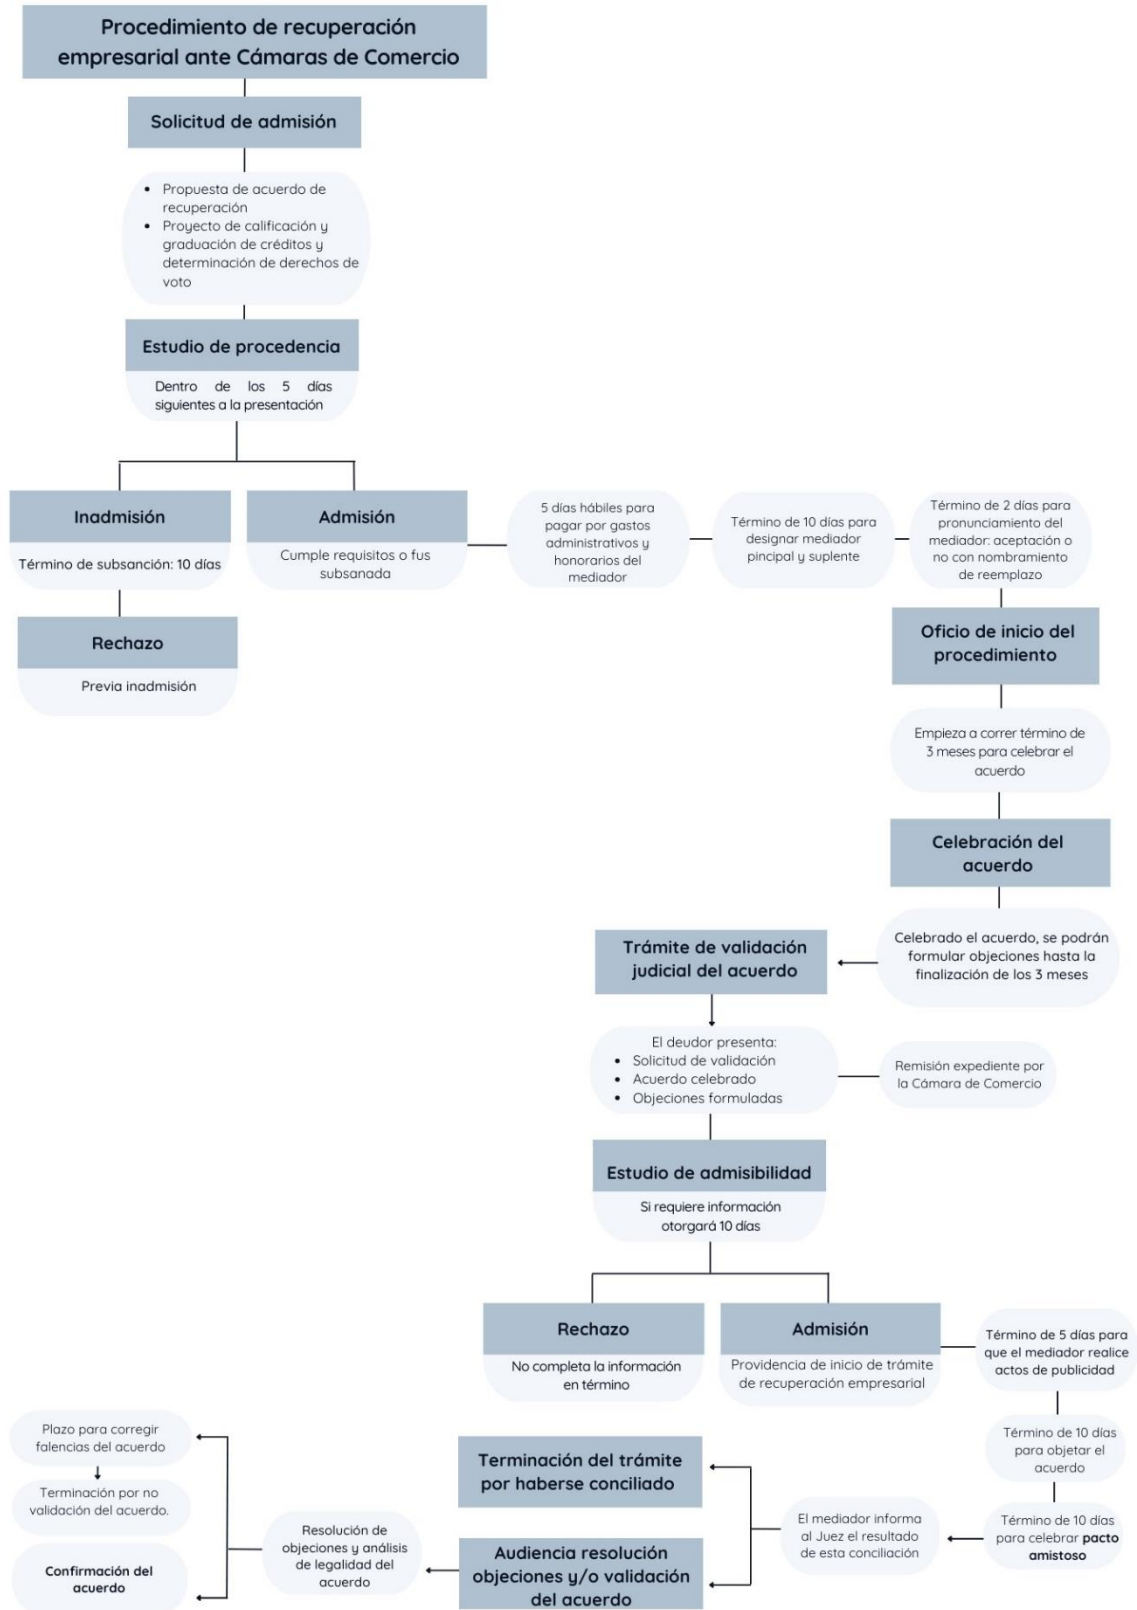 Procedimiento de recuperación
empresarial ante Cámaras de Comercio
Solicitud de admisión
• Propuesta de acuerdo de
recuperación
• Proyecto de calificación y
graduación de créditos y
determinación de derechos de
voto
Estudio de procedencia
Dentro de los 5 días
siguientes a la presentación
Inadmisión
Término de subsanción: 10 días
Rechazo
Previa inadmisión
Admisión
Cumple requisitos o fus
subsanada
5 días hábiles para
pagar por gastos
administrativos y
honorarios del
mediador
Término de 10 días para
designar mediador
pincipal y suplente
Término de 2 días para
pronunciamiento del
mediador: aceptación o
no con nombramiento
de reemplazo
Oficio de inicio del
procedimiento
Empieza a correr término de
3 meses para celebrar el
acuerdo
Celebración del
acuerdo
Celebrado el acuerdo, se podrán
formular objeciones hasta la
finalización de los 3 meses
Trámite de validación
judicial del acuerdo
El deudor presenta:
• Solicitud de validación
• Acuerdo celebrado
• Objeciones formuladas
Remisión expediente por
la Cámara de Comercio
Estudio de admisibilidad
Si requiere información
otorgará 10 días
Rechazo
No completa la información
en término
Admisión
Providencia de inicio de trámite
de recuperación empresarial
Término de 5 días para
que el mediador realice
actos de publicidad
Término de 10 días
para objetar el
acuerdo
Término de 10 días
para celebrar pacto
amistoso
El mediador informa
al Juez el resultado
de esta conciliación
Terminación del trámite
por haberse conciliado
Audiencia resolución
objeciones y/o validación
del acuerdo
Resolución de
objeciones y análisis
de legalidad del
acuerdo
Plazo para corregir
falencias del acuerdo
Terminación por no
validación del acuerdo.
Confirmación del
acuerdo